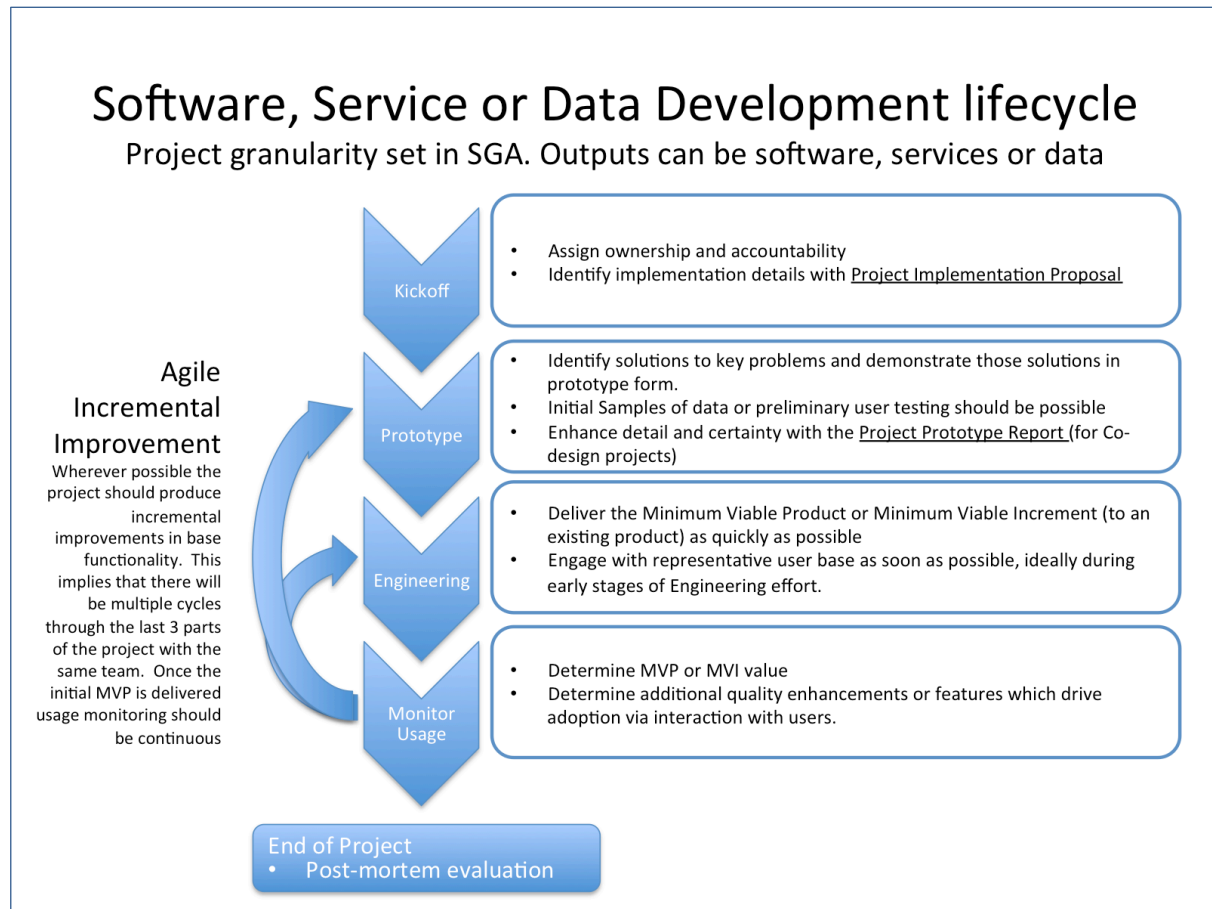 Software, Service or Data Development lifecycle
Project granularity set in SGA. Outputs can be software, services or data
Kickoff
• Assign ownership and accountability
• Identify implementation details with Project Implementation Proposal
Agile
Incremental
Improvement
Wherever possible the
project should produce
incremental
improvements in base
functionality. This
implies that there will
be multiple cycles
through the last 3 parts
of the project with the
same team. Once the
initial MVP is delivered
usage monitoring should
be continuous
Prototype
• Identify solutions to key problems and demonstrate those solutions in
prototype form.
• Initial Samples of data or preliminary user testing should be possible
• Enhance detail and certainty with the Project Prototype Report (for Co-
design projects)
Engineering
• Deliver the Minimum Viable Product or Minimum Viable Increment (to an
existing product) as quickly as possible
• Engage with representative user base as soon as possible, ideally during
early stages of Engineering effort.
Monitor
Usage
• Determine MVP or MVI value
• Determine additional quality enhancements or features which drive
adoption via interaction with users.
End of Project
• Post-mortem evaluation